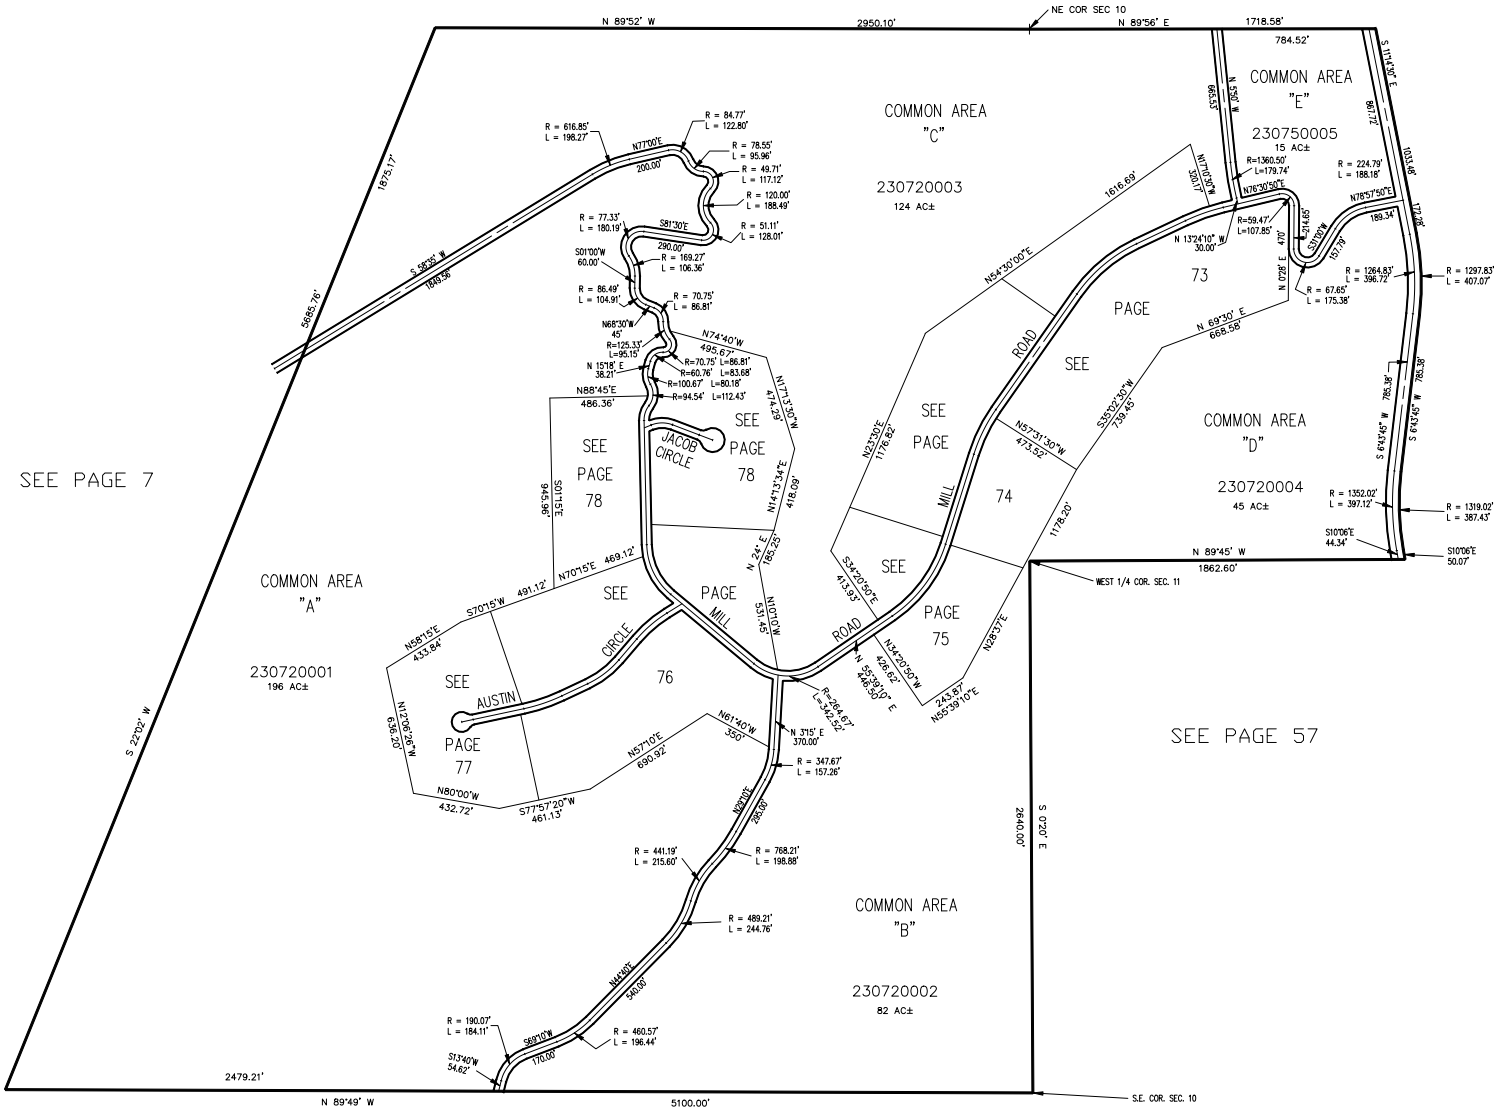 NE COR SEC 10
N 89°52' W
2950.10'
N 89°56' E
1718.58'
784.52'
S 11°14'30" E
867.72'
1033.48'
COMMON AREA
"E"
230750005
15 AC±
N 5°50' W
665.53'
COMMON AREA
"C"
230720003
124 AC±
R = 616.85'
L = 198.27'
R = 84.77'
L = 122.80'
N77°00'E
200.00'
R = 78.55'
L = 95.96'
R = 49.71'
L = 117.12'
R = 120.00'
L = 188.49'
R = 51.11'
L = 128.01'
R = 77.33'
L = 180.19'
S81°30'E
290.00'
S01°00'W
60.00'
R = 169.27'
L = 106.36'
R = 86.49'
L = 104.91'
R = 70.75'
L = 86.81'
N68°30'W
45'
R=125.33'
L=95.15'
N 15°18' E
38.21'
R=70.75' L=86.81'
R=60.76' L=83.68'
R=100.67' L=80.18'
R=94.54' L=112.43'
1875.17'
5685.76'
S 58°35' W
1849.56'
S 22°02' W
N74°40'W
495.67'
N17°13'30"W
474.29'
N88°45'E
486.36'
S01°15'E
945.96'
SEE
PAGE
78
SEE
PAGE
78
JACOB
CIRCLE
N14°13'34"E
418.09'
N 24° E
185.25'
N10°10'W
531.45'
1616.69'
N17°10'30"W
320.17'
N54°30'00"E
R=1360.50'
L=179.74'
N76°30'50"E
R = 224.79'
L = 188.18'
N78°57'50"E
189.34'
172.28'
R=59.47'
L=107.85'
214.65'
S31°00'W
157.79'
N 13°24'10" W
30.00'
N 0°28' E 470'
R = 67.65'
L = 175.38'
R = 1264.83'
L = 396.72'
R = 1297.83'
L = 407.07'
73
PAGE
SEE
N 69°30' E
668.58'
ROAD
N23°30'E
1176.82'
SEE
PAGE
S35°02'30"W
739.45'
N57°31'30"W
473.52'
74
MILL
1178.20'
COMMON AREA
"D"
230720004
45 AC±
S 6°43'45" W 785.38'
S 6°43'45" W 785.38'
R = 1352.02'
L = 397.12'
R = 1319.02'
L = 387.43'
S10°06'E
44.34'
S10°06'E
50.07'
N 89°45' W
1862.60'
WEST 1/4 COR. SEC. 11
SEE PAGE 7
COMMON AREA
"A"
230720001
196 AC±
S70°15'W 491.12'
N70°15'E 469.12'
N58°15'E
433.84'
SEE
PAGE
76
MILL
CIRCLE
AUSTIN
SEE
PAGE
77
N12°06'26"W
636.20'
N80°00'W
432.72'
S77°57'20"W
461.13'
N57°10'E
690.92'
N61°40'W
350'
S34°20'50"E
413.93'
SEE
PAGE
75
ROAD
N28°37'E
N34°20'50"W
426.62'
N 55°39'10" E
446.50'
243.87'
N55°39'10"E
R=264.67'
L=342.52'
N 3°15' E
370.00'
R = 347.67'
L = 157.26'
N29°10'E
295.00'
R = 441.19'
L = 215.60'
R = 768.21'
L = 198.88'
R = 489.21'
L = 244.76'
N44°40'E
540.00'
R = 190.07'
L = 184.11'
S69°10'W
170.00'
R = 460.57'
L = 196.44'
S13°40'W
54.62'
COMMON AREA
"B"
230720002
82 AC±
SEE PAGE 57
S 0°20' E
2640.00'
2479.21'
N 89°49' W
5100.00'
S.E. COR. SEC. 10